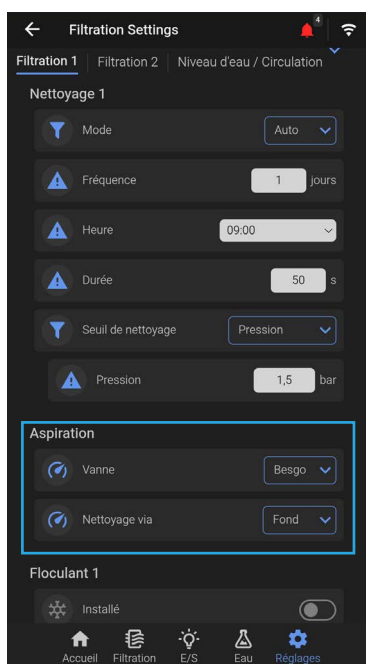 Filtration Settings 4
Filtration 1 Filtration 2 Niveau d'eau / Circulation
Nettoyage 1
Mode Auto
Fréquence 1 jours
Heure 09:00
Durée 50 s
Seuil de nettoyage Pression
Pression 1,5 bar
Aspiration
Vanne Besgo
Nettoyage via Fond
Floculant 1
Installé
Accueil Filtration E/S Eau Réglages